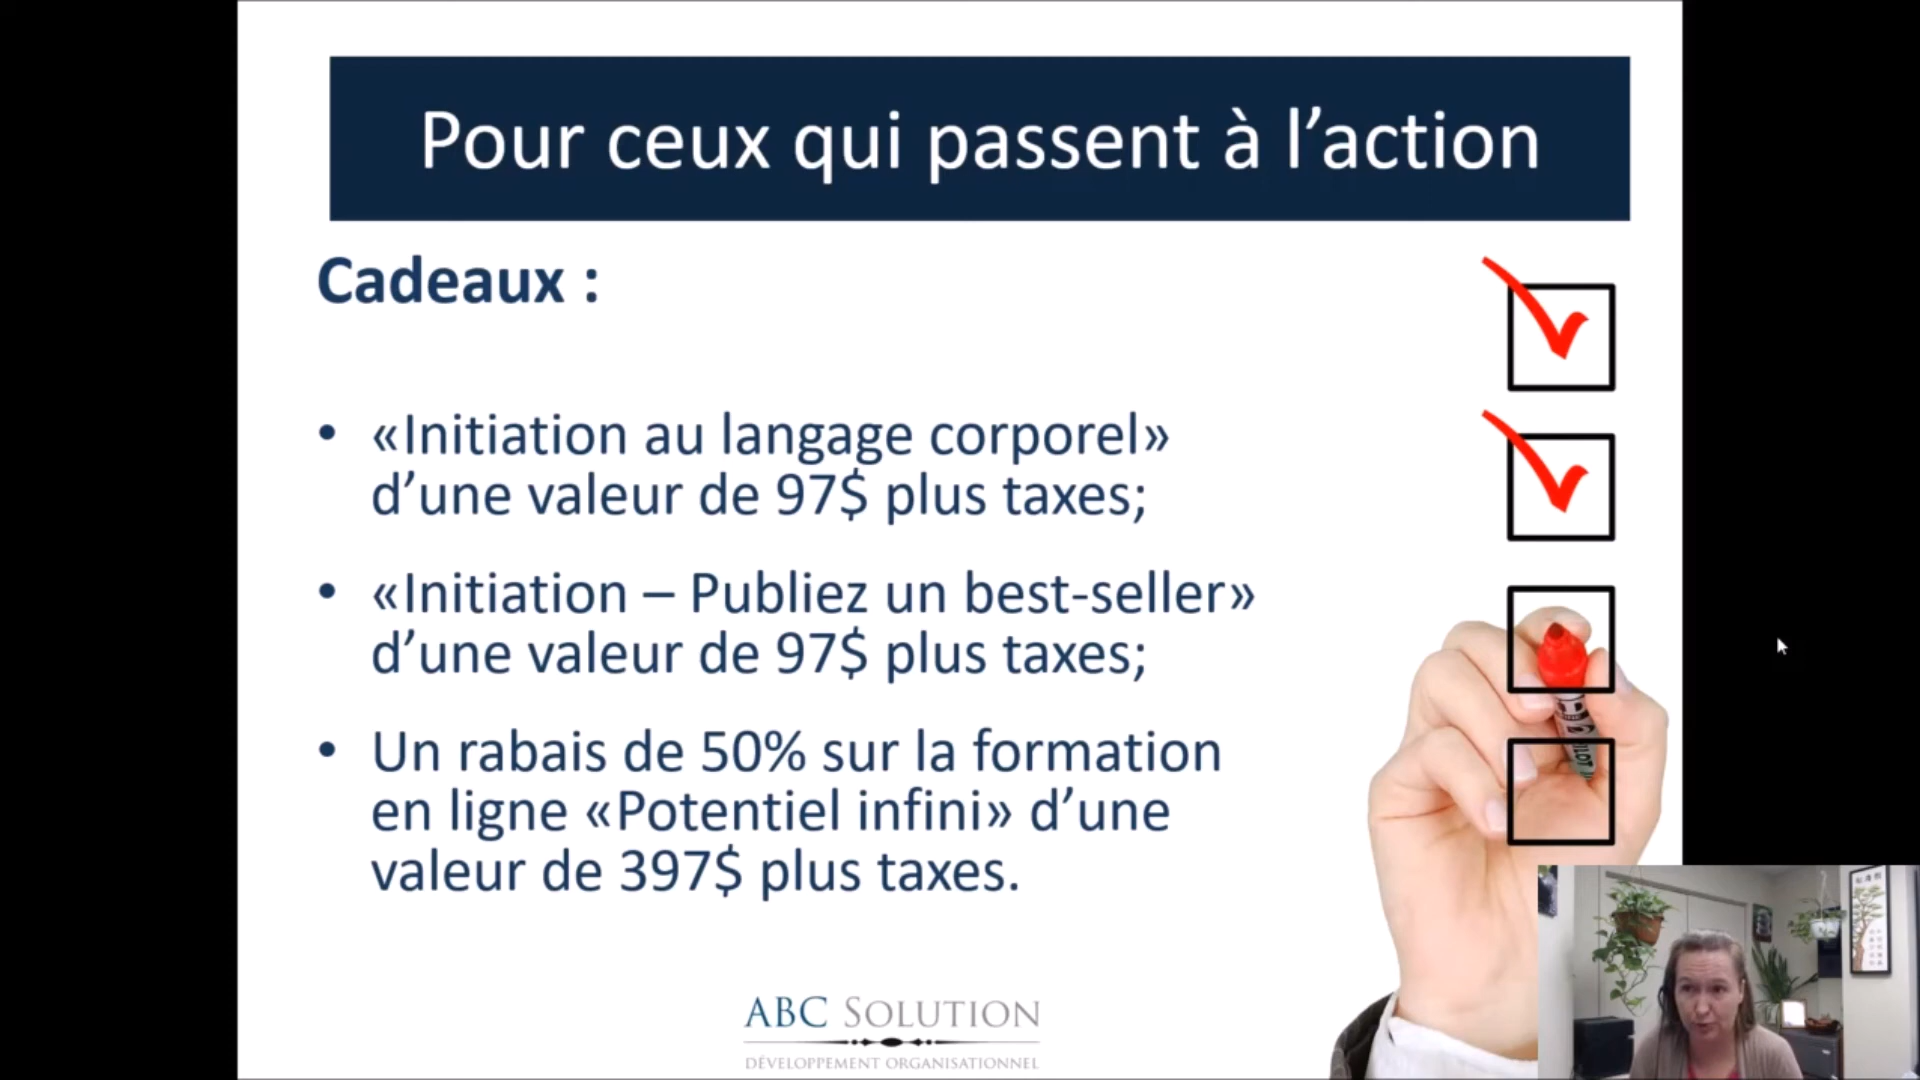 Pour ceux qui passent à l’action
Cadeaux :
• «Initiation au langage corporel»
d’une valeur de 97$ plus taxes;
• «Initiation – Publiez un best-seller»
d’une valeur de 97$ plus taxes;
• Un rabais de 50% sur la formation
en ligne «Potentiel infini» d’une
valeur de 397$ plus taxes.
ABC SOLUTION
DÉVELOPPEMENT ORGANISATIONNEL